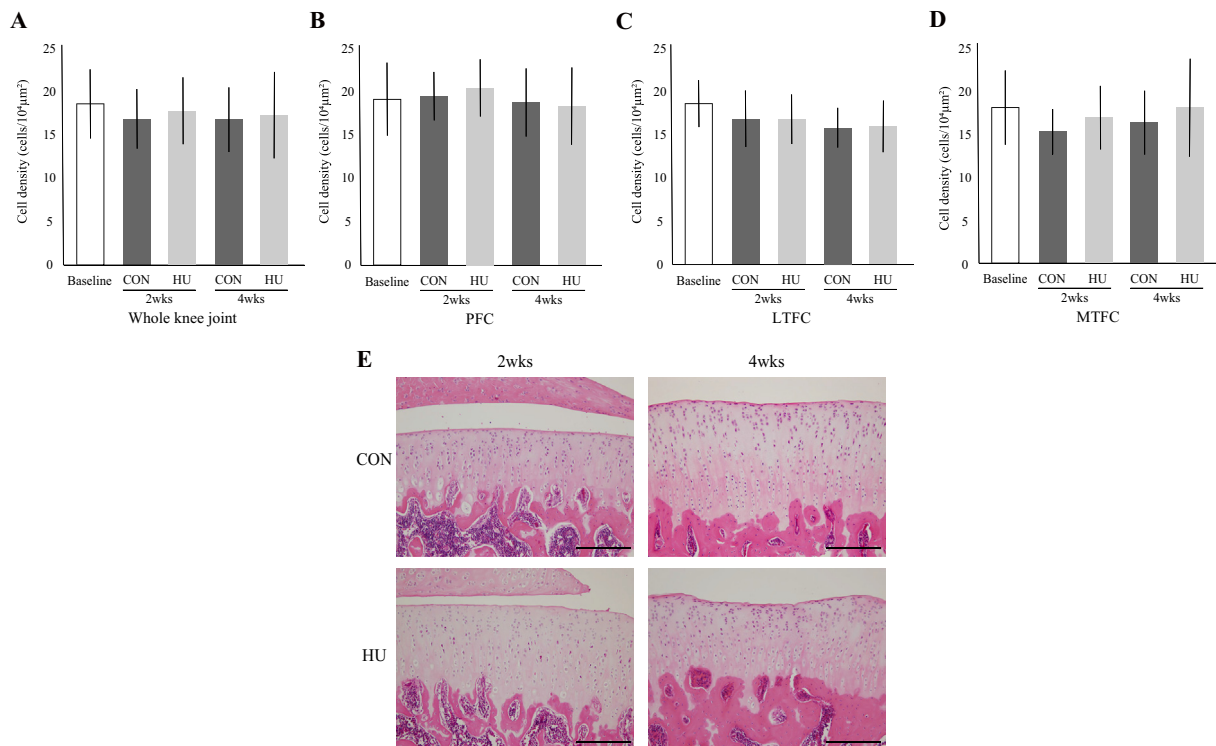 A
B
C
D
Cell density (cells/10⁴μm²)
25
20
15
10
5
0
Baseline CON HU CON HU
2wks 4wks
Whole knee joint
Cell density (cells/10⁴μm²)
25
20
15
10
5
0
Baseline CON HU CON HU
2wks 4wks
PFC
Cell density (cells/10⁴μm²)
25
20
15
10
5
0
Baseline CON HU CON HU
2wks 4wks
LTFC
Cell density (cells/10⁴μm²)
25
20
15
10
5
0
Baseline CON HU CON HU
2wks 4wks
MTFC
E
2wks 4wks
CON
HU